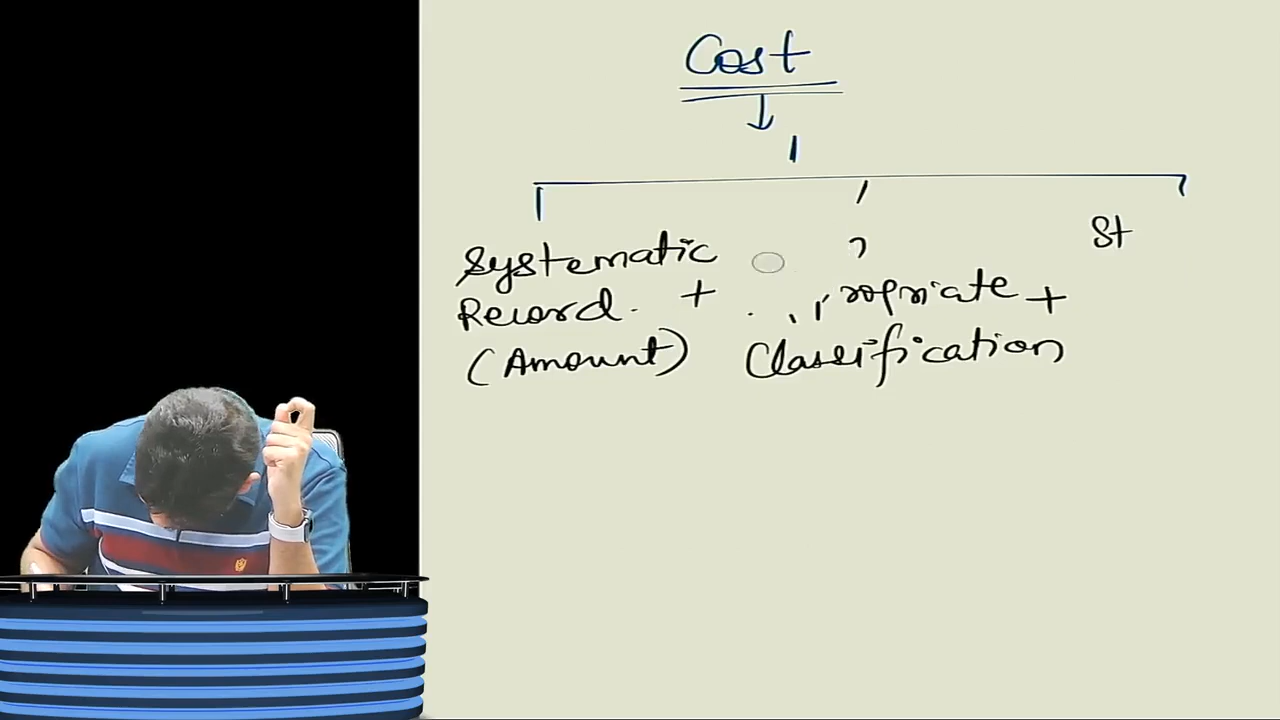 Cost
St
Systematic
Record. +
ropriate +
(Amount) Classification